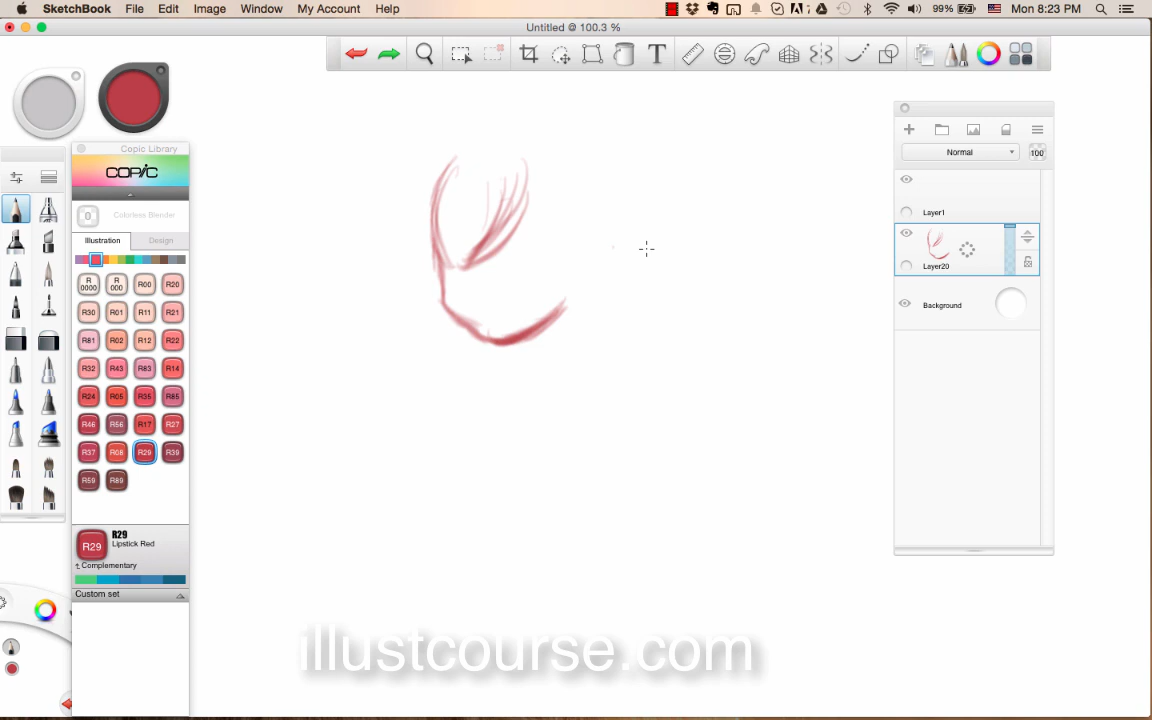 SketchBook File Edit Image Window My Account Help
99% Mon 8:23 PM
Untitled @ 100.3 %
Copic Library
COPIC
0 Colorless Blender
Illustration Design
R 0000 R 000 R00 R20
R30 R01 R11 R21
R81 R02 R12 R22
R32 R43 R83 R14
R24 R05 R35 R85
R46 R56 R17 R27
R37 R08 R29 R39
R59 R89
R29
R29
Lipstick Red
Complementary
Custom set
Normal 100
Layer1
Layer20
Background
illustcourse.com